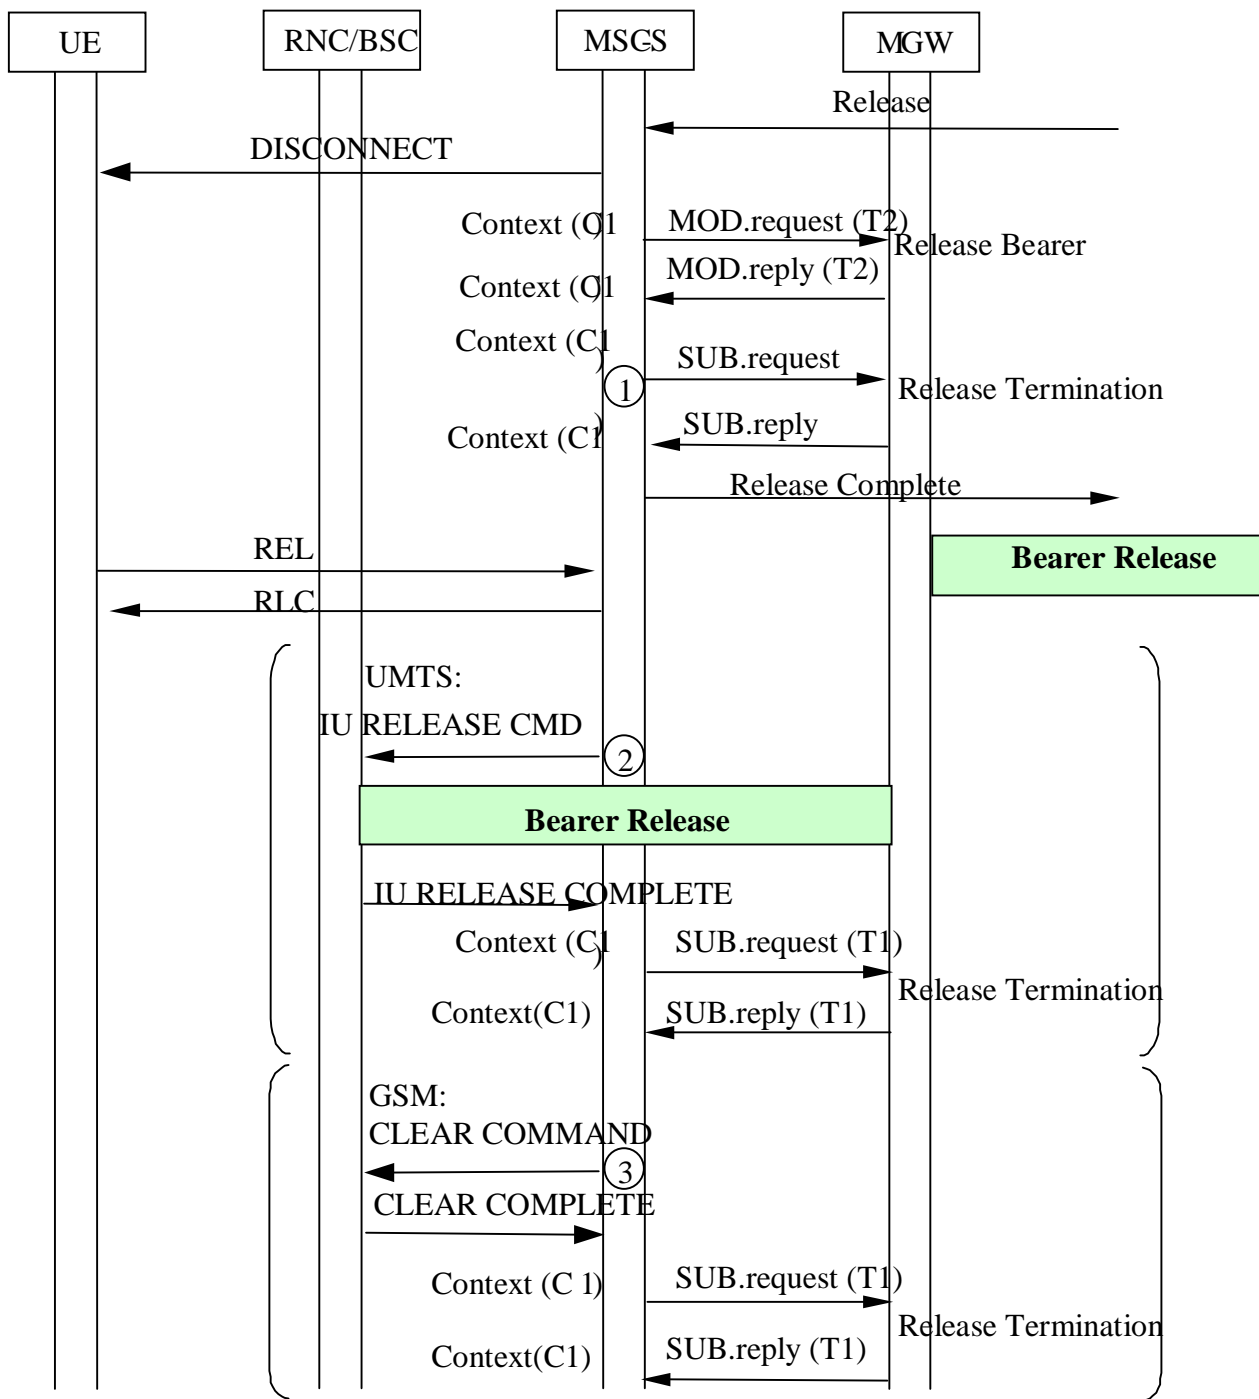 UE
RNC/BSC
MSCS
MGW
Release
DISCONNECT
Context (C1)
MOD.request (T2)
Release Bearer
Context (C1)
MOD.reply (T2)
Context (C1)
SUB.request
1
Release Termination
Context (C1)
SUB.reply
Release Complete
REL
Bearer Release
RLC
UMTS:
IU RELEASE CMD
2
Bearer Release
IU RELEASE COMPLETE
Context (C1)
SUB.request (T1)
Release Termination
Context(C1)
SUB.reply (T1)
GSM:
CLEAR COMMAND
3
CLEAR COMPLETE
Context (C 1)
SUB.request (T1)
Release Termination
Context(C1)
SUB.reply (T1)